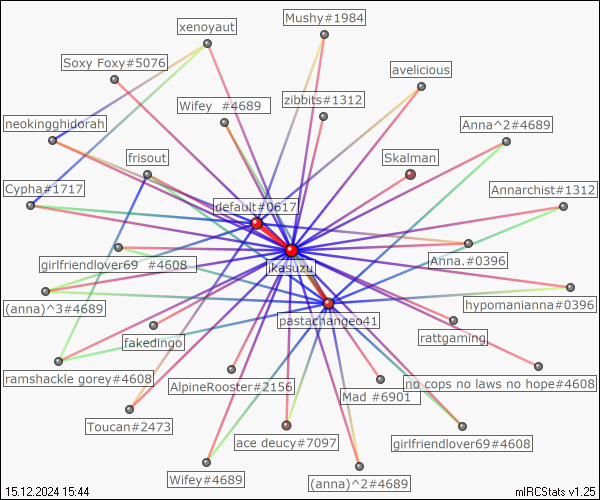 Mushy#1984
xenoyaut
Soxy Foxy#5076
avelicious
Wifey  #4689
zibbits#1312
neokingghidorah
Anna^2#4689
frisout
Skalman
Cypha#1717
Annarchist#1312
default#0617
girlfriendlover69  #4608
Anna.#0396
ikasuzu
(anna)^3#4689
hypomanianna#0396
pastachangeo41
fakedingo
rattgaming
ramshackle gorey#4608
AlpineRooster#2156
no cops no laws no hope#4608
Mad #6901
Toucan#2473
ace deucy#7097
girlfriendlover69#4608
Wifey#4689
(anna)^2#4689
15.12.2024 15:44
mIRCStats v1.25